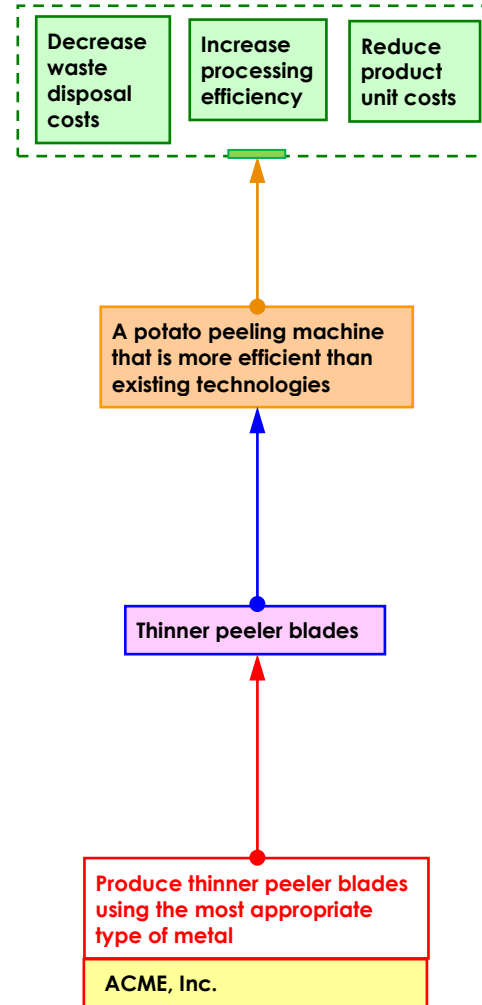 Decrease
waste
disposal
costs
Increase
processing
efficiency
Reduce
product
unit costs
A potato peeling machine
that is more efficient than
existing technologies
Thinner peeler blades
Produce thinner peeler blades
using the most appropriate
type of metal
ACME, Inc.